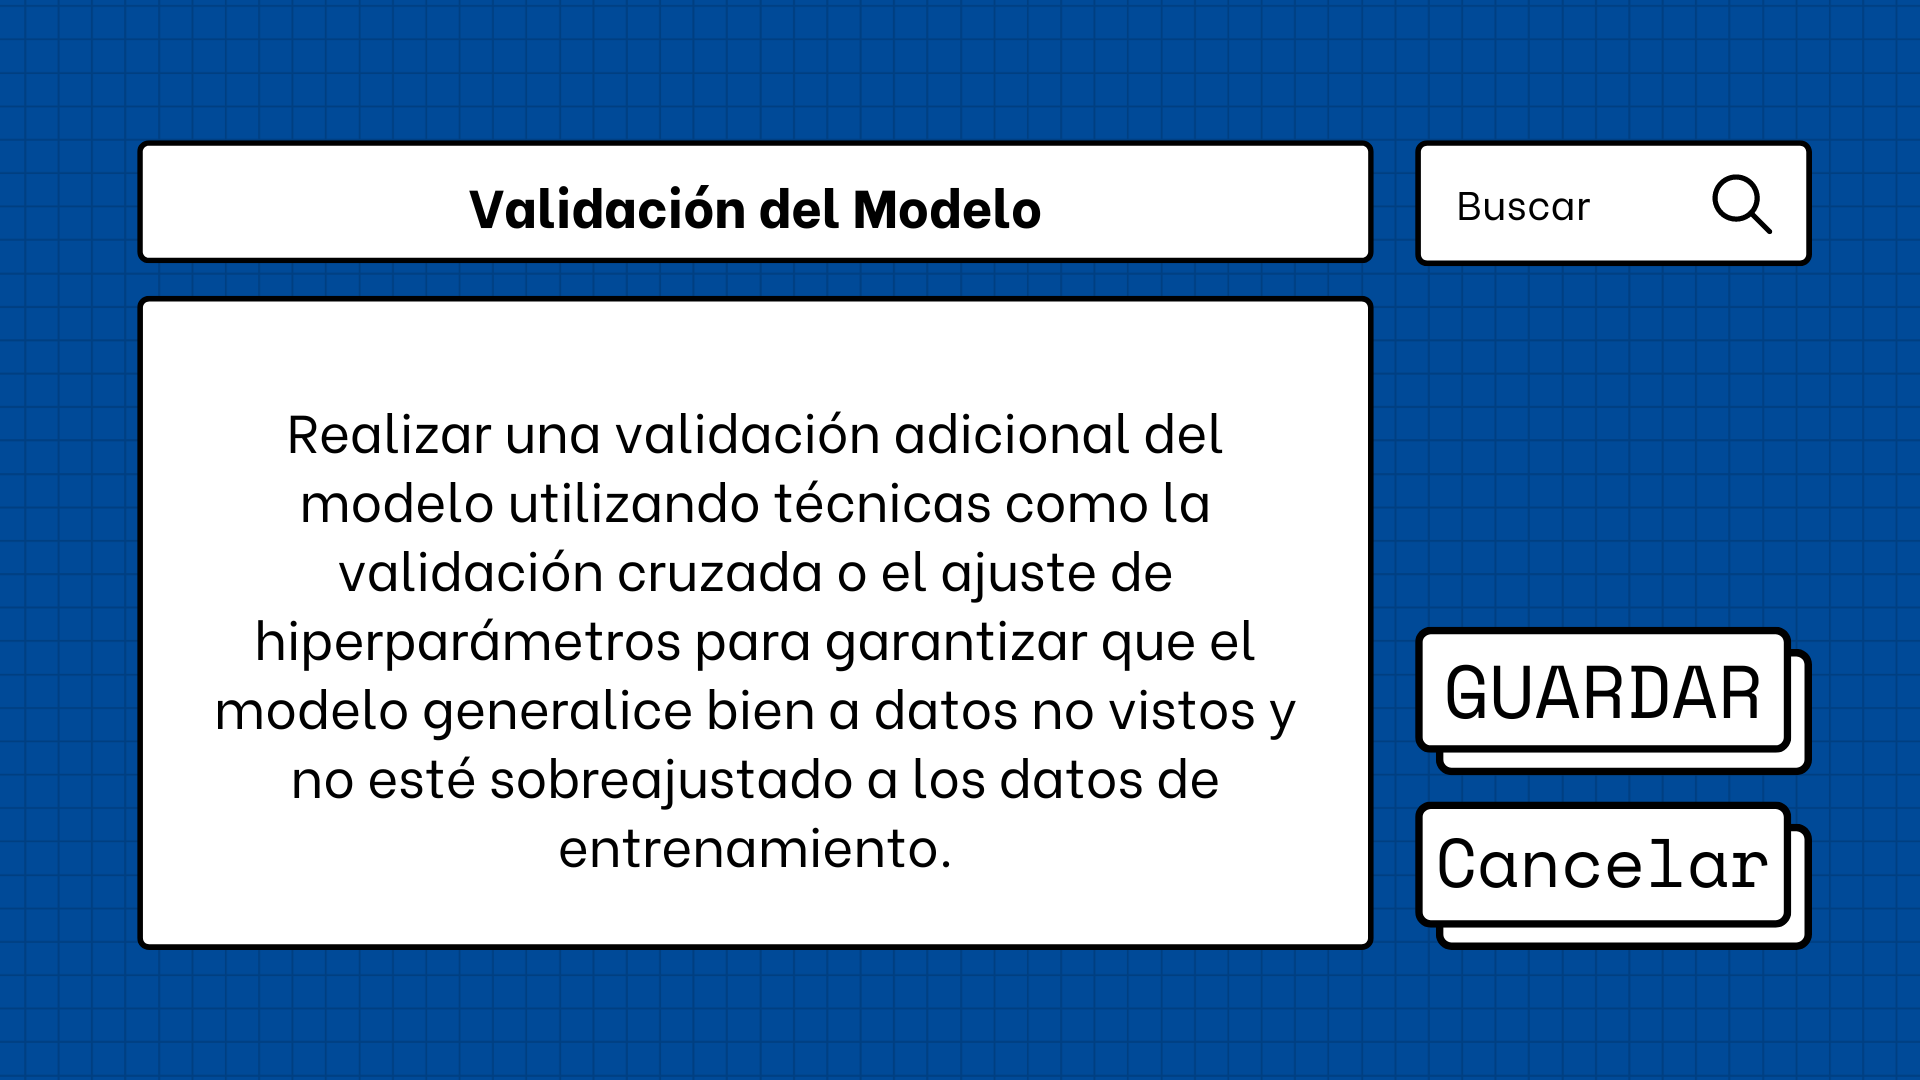 Validación del Modelo
Buscar
Realizar una validación adicional del
modelo utilizando técnicas como la
validación cruzada o el ajuste de
hiperparámetros para garantizar que el
modelo generalice bien a datos no vistos y
no esté sobreajustado a los datos de
entrenamiento.
GUARDAR
Cancelar